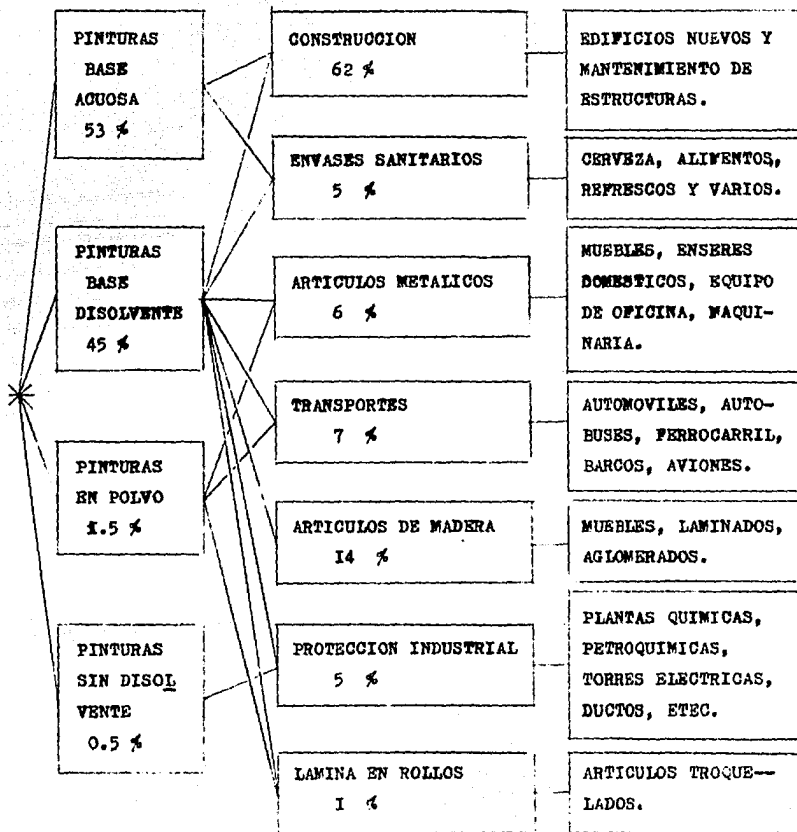 PINTURAS
BASE
ACUOSA
53 %
PINTURAS
BASE
DISOLVENTE
45 %
PINTURAS
EN POLVO
1.5 %
PINTURAS
SIN DISOL
VENTE
0.5 %
CONSTRUCCION
62 %
ENVASES SANITARIOS
5 %
ARTICULOS METALICOS
6 %
TRANSPORTES
7 %
ARTICULOS DE MADERA
I4 %
PROTECCION INDUSTRIAL
5 %
LAMINA EN ROLLOS
I %
EDIFICIOS NUEVOS Y
MANTENIMIENTO DE
ESTRUCTURAS.
CERVEZA, ALIMENTOS,
REFRESCOS Y VARIOS.
MUEBLES, ENSERES
DOMESTICOS, EQUIPO
DE OFICINA, MAQUI-
NARIA.
AUTOMOVILES, AUTO-
BUSES, FERROCARRIL,
BARCOS, AVIONES.
MUEBLES, LAMINADOS,
AGLOMERADOS.
PLANTAS QUIMICAS,
PETROQUIMICAS,
TORRES ELECTRICAS,
DUCTOS, ETEC.
ARTICULOS TROQUE--
LADOS.